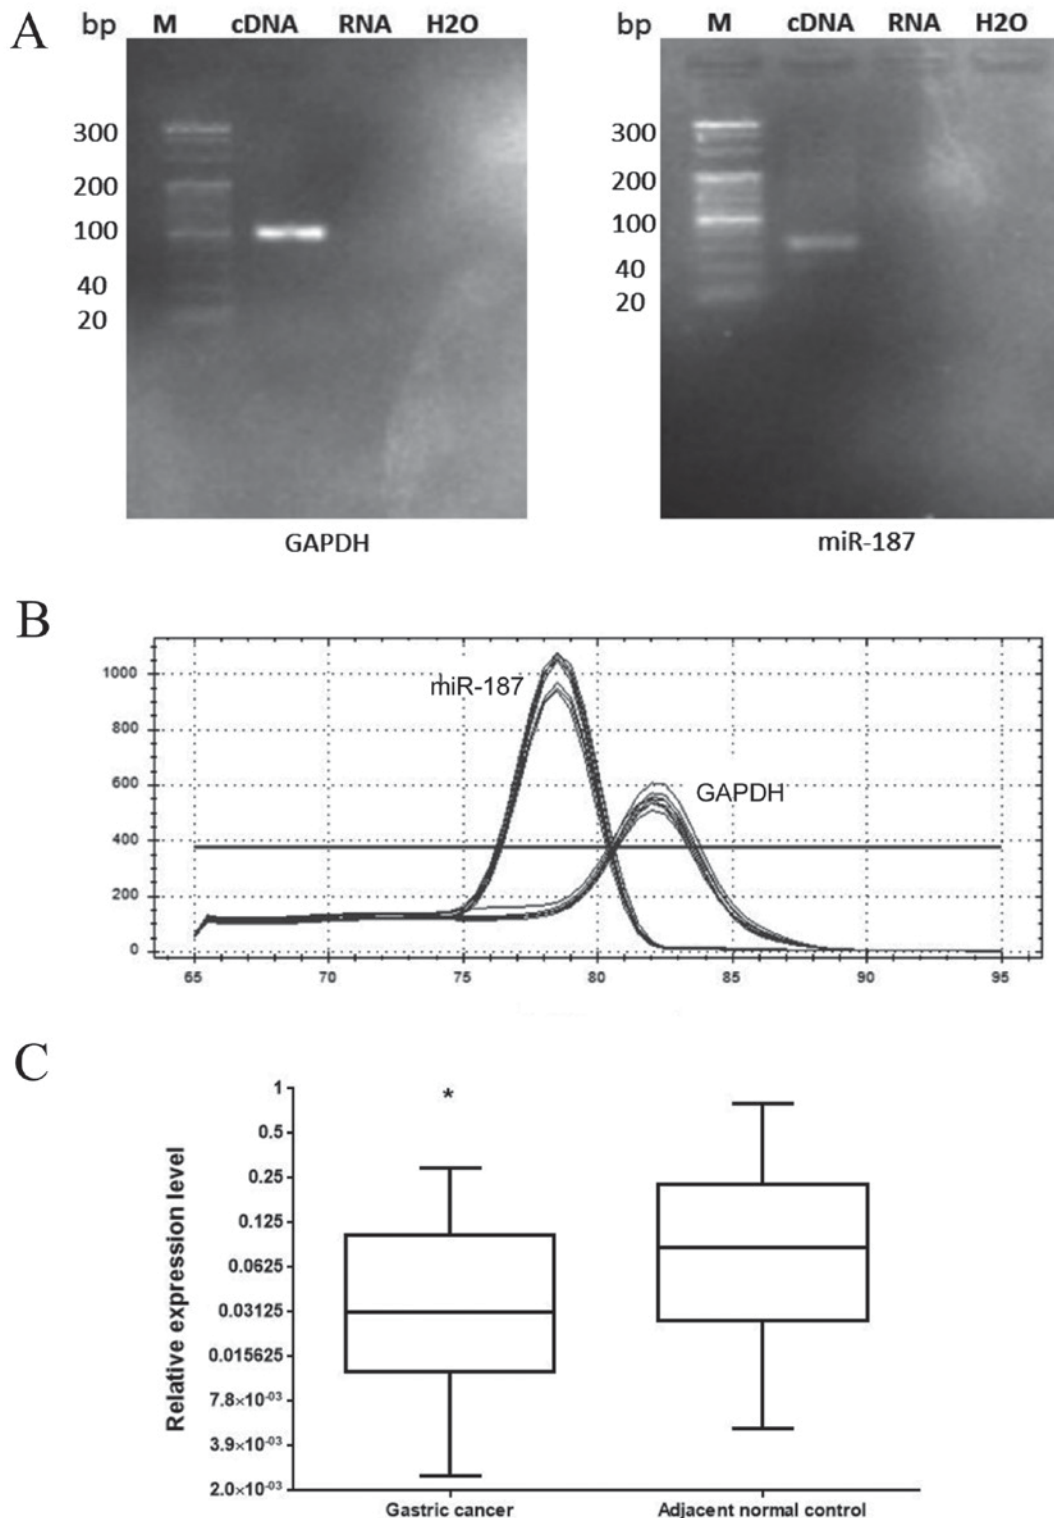 A
bp M cDNA RNA H2O
300
200
100
40
20
GAPDH
bp M cDNA RNA H2O
300
200
100
40
20
miR-187
B
1000
800
600
400
200
0
miR-187
GAPDH
65 70 75 80 85 90 95
C
Relative expression level
1
*
0.5
0.25
0.125
0.0625
0.03125
0.015625
7.8×10⁻⁰³
3.9×10⁻⁰³
2.0×10⁻⁰³
Gastric cancer Adjacent normal control